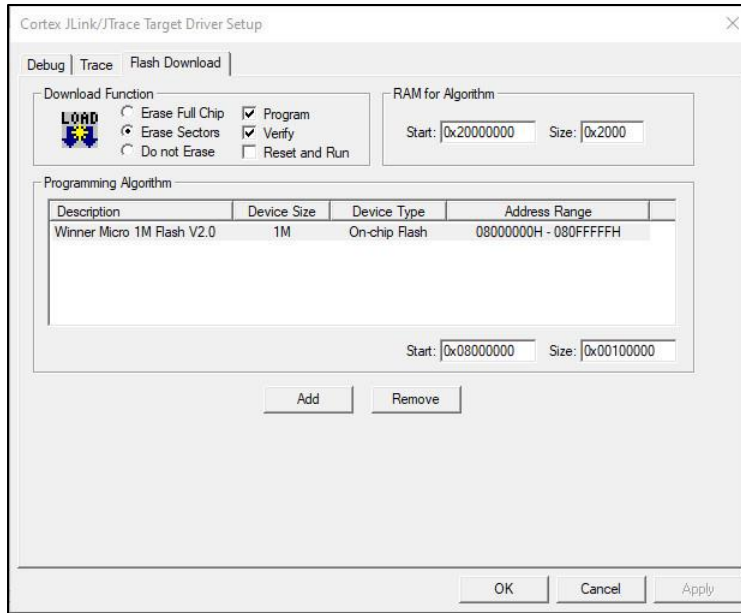 Cortex JLink/JTrace Target Driver Setup
Debug Trace Flash Download
Download Function
LOAD
Erase Full Chip Program
Erase Sectors Verify
Do not Erase Reset and Run
RAM for Algorithm
Start: 0x20000000 Size: 0x2000
Programming Algorithm
Description Device Size Device Type Address Range
Winner Micro 1M Flash V2.0 1M On-chip Flash 08000000H - 080FFFFFH
Start: 0x08000000 Size: 0x00100000
Add Remove
OK Cancel Apply